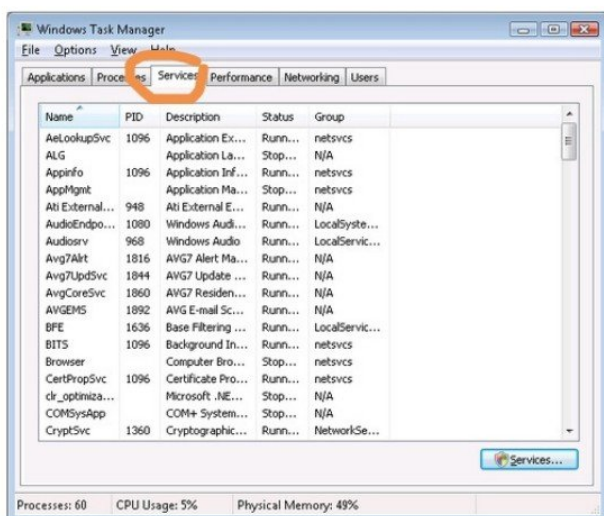 Windows Task Manager
File Options View Help
Applications Processes Services Performance Networking Users
Name PID Description Status Group
AeLookupSvc 1096 Application Ex... Runn... netsvcs
ALG Application La... Stop... N/A
Appinfo 1096 Application Inf... Runn... netsvcs
AppMgmt Application Ma... Stop... netsvcs
Ati External... 948 Ati External E... Runn... N/A
AudioEndpo... 1080 Windows Audi... Runn... LocalSyste...
Audiosrv 968 Windows Audio Runn... LocalServic...
Avg7Alrt 1816 AVG7 Alert Ma... Runn... N/A
Avg7UpdSvc 1844 AVG7 Update ... Runn... N/A
AvgCoreSvc 1860 AVG7 Residen... Runn... N/A
AVGEMS 1892 AVG E-mail Sc... Runn... N/A
BFE 1636 Base Filtering ... Runn... LocalServic...
BITS 1096 Background In... Runn... netsvcs
Browser Computer Bro... Stop... netsvcs
CertPropSvc 1096 Certificate Pro... Runn... netsvcs
clr_optimiza... Microsoft .NE... Stop... N/A
COMSysApp COM+ System... Stop... N/A
CryptSvc 1360 Cryptographic... Runn... NetworkSe...
Services...
Processes: 60 CPU Usage: 5% Physical Memory: 49%